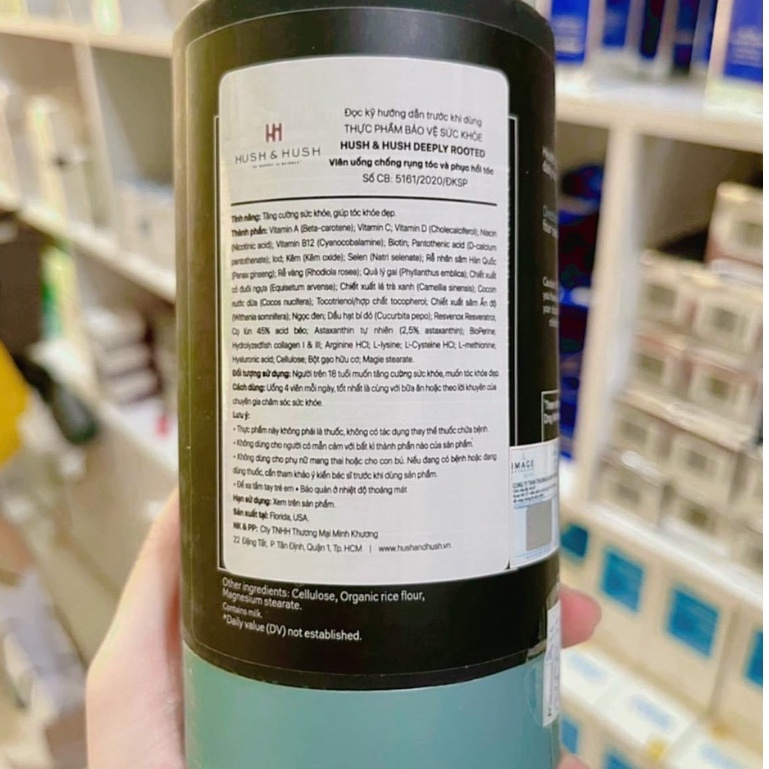 HUSH & HUSH
Đọc kỹ hướng dẫn trước khi dùng
THỰC PHẨM BẢO VỆ SỨC KHỎE
HUSH & HUSH DEEPLY ROOTED
Viên uống chống rụng tóc và phục hồi tóc
Số CB: 5161/2020/ĐKSP
Tính năng: Tăng cường sức khỏe, giúp tóc khỏe đẹp.
Thành phần: Vitamin A (Beta-carotene); Vitamin C; Vitamin D (Cholecalciferol); Niacin
(Nicotinic acid); Vitamin B12 (Cyanocobalamine); Biotin; Pantothenic acid (D-calcium
pantothenate); Iod; Kẽm (Kẽm oxide); Selen (Natri selenate); Rễ nhân sâm Hàn Quốc
(Panax ginseng); Rễ vàng (Rhodiola rosea); Quả lý gai (Phyllanthus emblica); Chiết xuất
cỏ đuôi ngựa (Equisetum arvense); Chiết xuất lá trà xanh (Camellia sinensis); Cocoin
nước dừa (Cocos nucifera); Tocotrienol/hợp chất tocopherol; Chiết xuất sâm Ấn độ
(Withania somnifera); Ngọc đen; Dầu hạt bí đỏ (Cucurbita pepo); Resvenox Resveratrol;
Cọ lùn 45% acid béo; Astaxanthin tự nhiên (2,5% astaxanthin); BioPerine,
Hydrolyzedfish collagen I & III; Arginine HCl; L-lysine; L-Cysteine HCl; L-methionine,
Hyaluronic acid; Cellulose; Bột gạo hữu cơ; Magie stearate.
Đối tượng sử dụng: Người trên 18 tuổi muốn tăng cường sức khỏe, muốn tóc khỏe đẹp.
Cách dùng: Uống 4 viên mỗi ngày, tốt nhất là cùng với bữa ăn hoặc theo lời khuyên của
chuyên gia chăm sóc sức khỏe.
Lưu ý:
• Thực phẩm này không phải là thuốc, không có tác dụng thay thế thuốc chữa bệnh.
• Không dùng cho người có mẫn cảm với bất kì thành phần nào của sản phẩm.
• Không dùng cho phụ nữ mang thai hoặc cho con bú. Nếu đang có bệnh hoặc đang
dùng thuốc, cần tham khảo ý kiến bác sĩ trước khi dùng sản phẩm.
• Để xa tầm tay trẻ em • Bảo quản ở nhiệt độ thoáng mát
Hạn sử dụng: Xem trên sản phẩm.
Sản xuất tại: Florida, USA.
NK & PP: Cty TNHH Thương Mại Minh Khương
22 Đặng Tất, P. Tân Định, Quận 1, Tp. HCM | www.hushandhush.vn
IMAGE
Other ingredients: Cellulose, Organic rice flour,
Magnesium stearate.
Contains milk.
*Daily value (DV) not established.